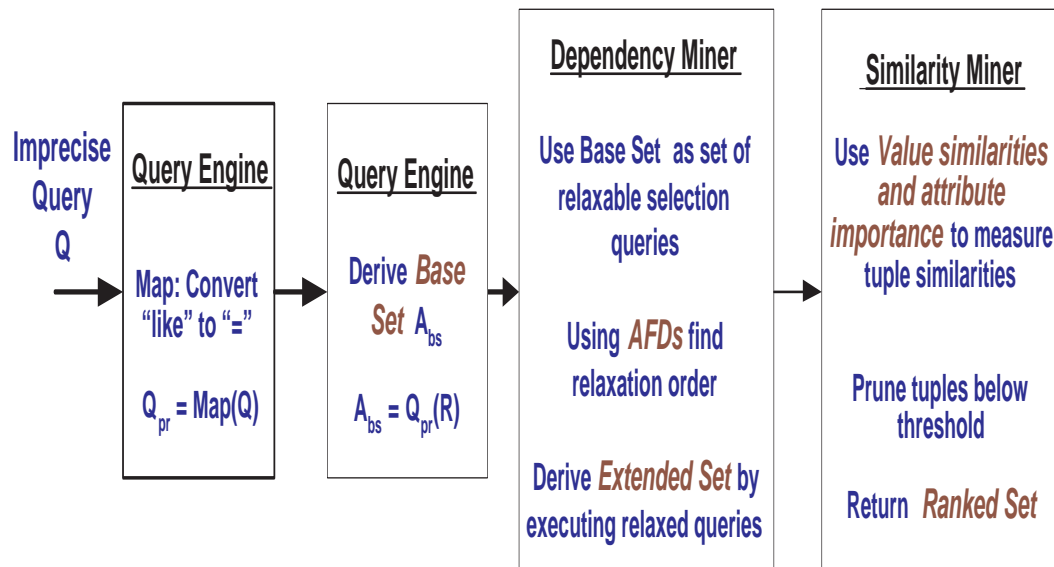 Imprecise
Query
Q
Query Engine
Map: Convert
“like” to “=”
Qpr = Map(Q)
Query Engine
Derive Base
Set Abs
Abs = Qpr(R)
Dependency Miner
Use Base Set as set of
relaxable selection
queries
Using AFDs find
relaxation order
Derive Extended Set by
executing relaxed queries
Similarity Miner
Use Value similarities
and attribute
importance to measure
tuple similarities
Prune tuples below
threshold
Return Ranked Set